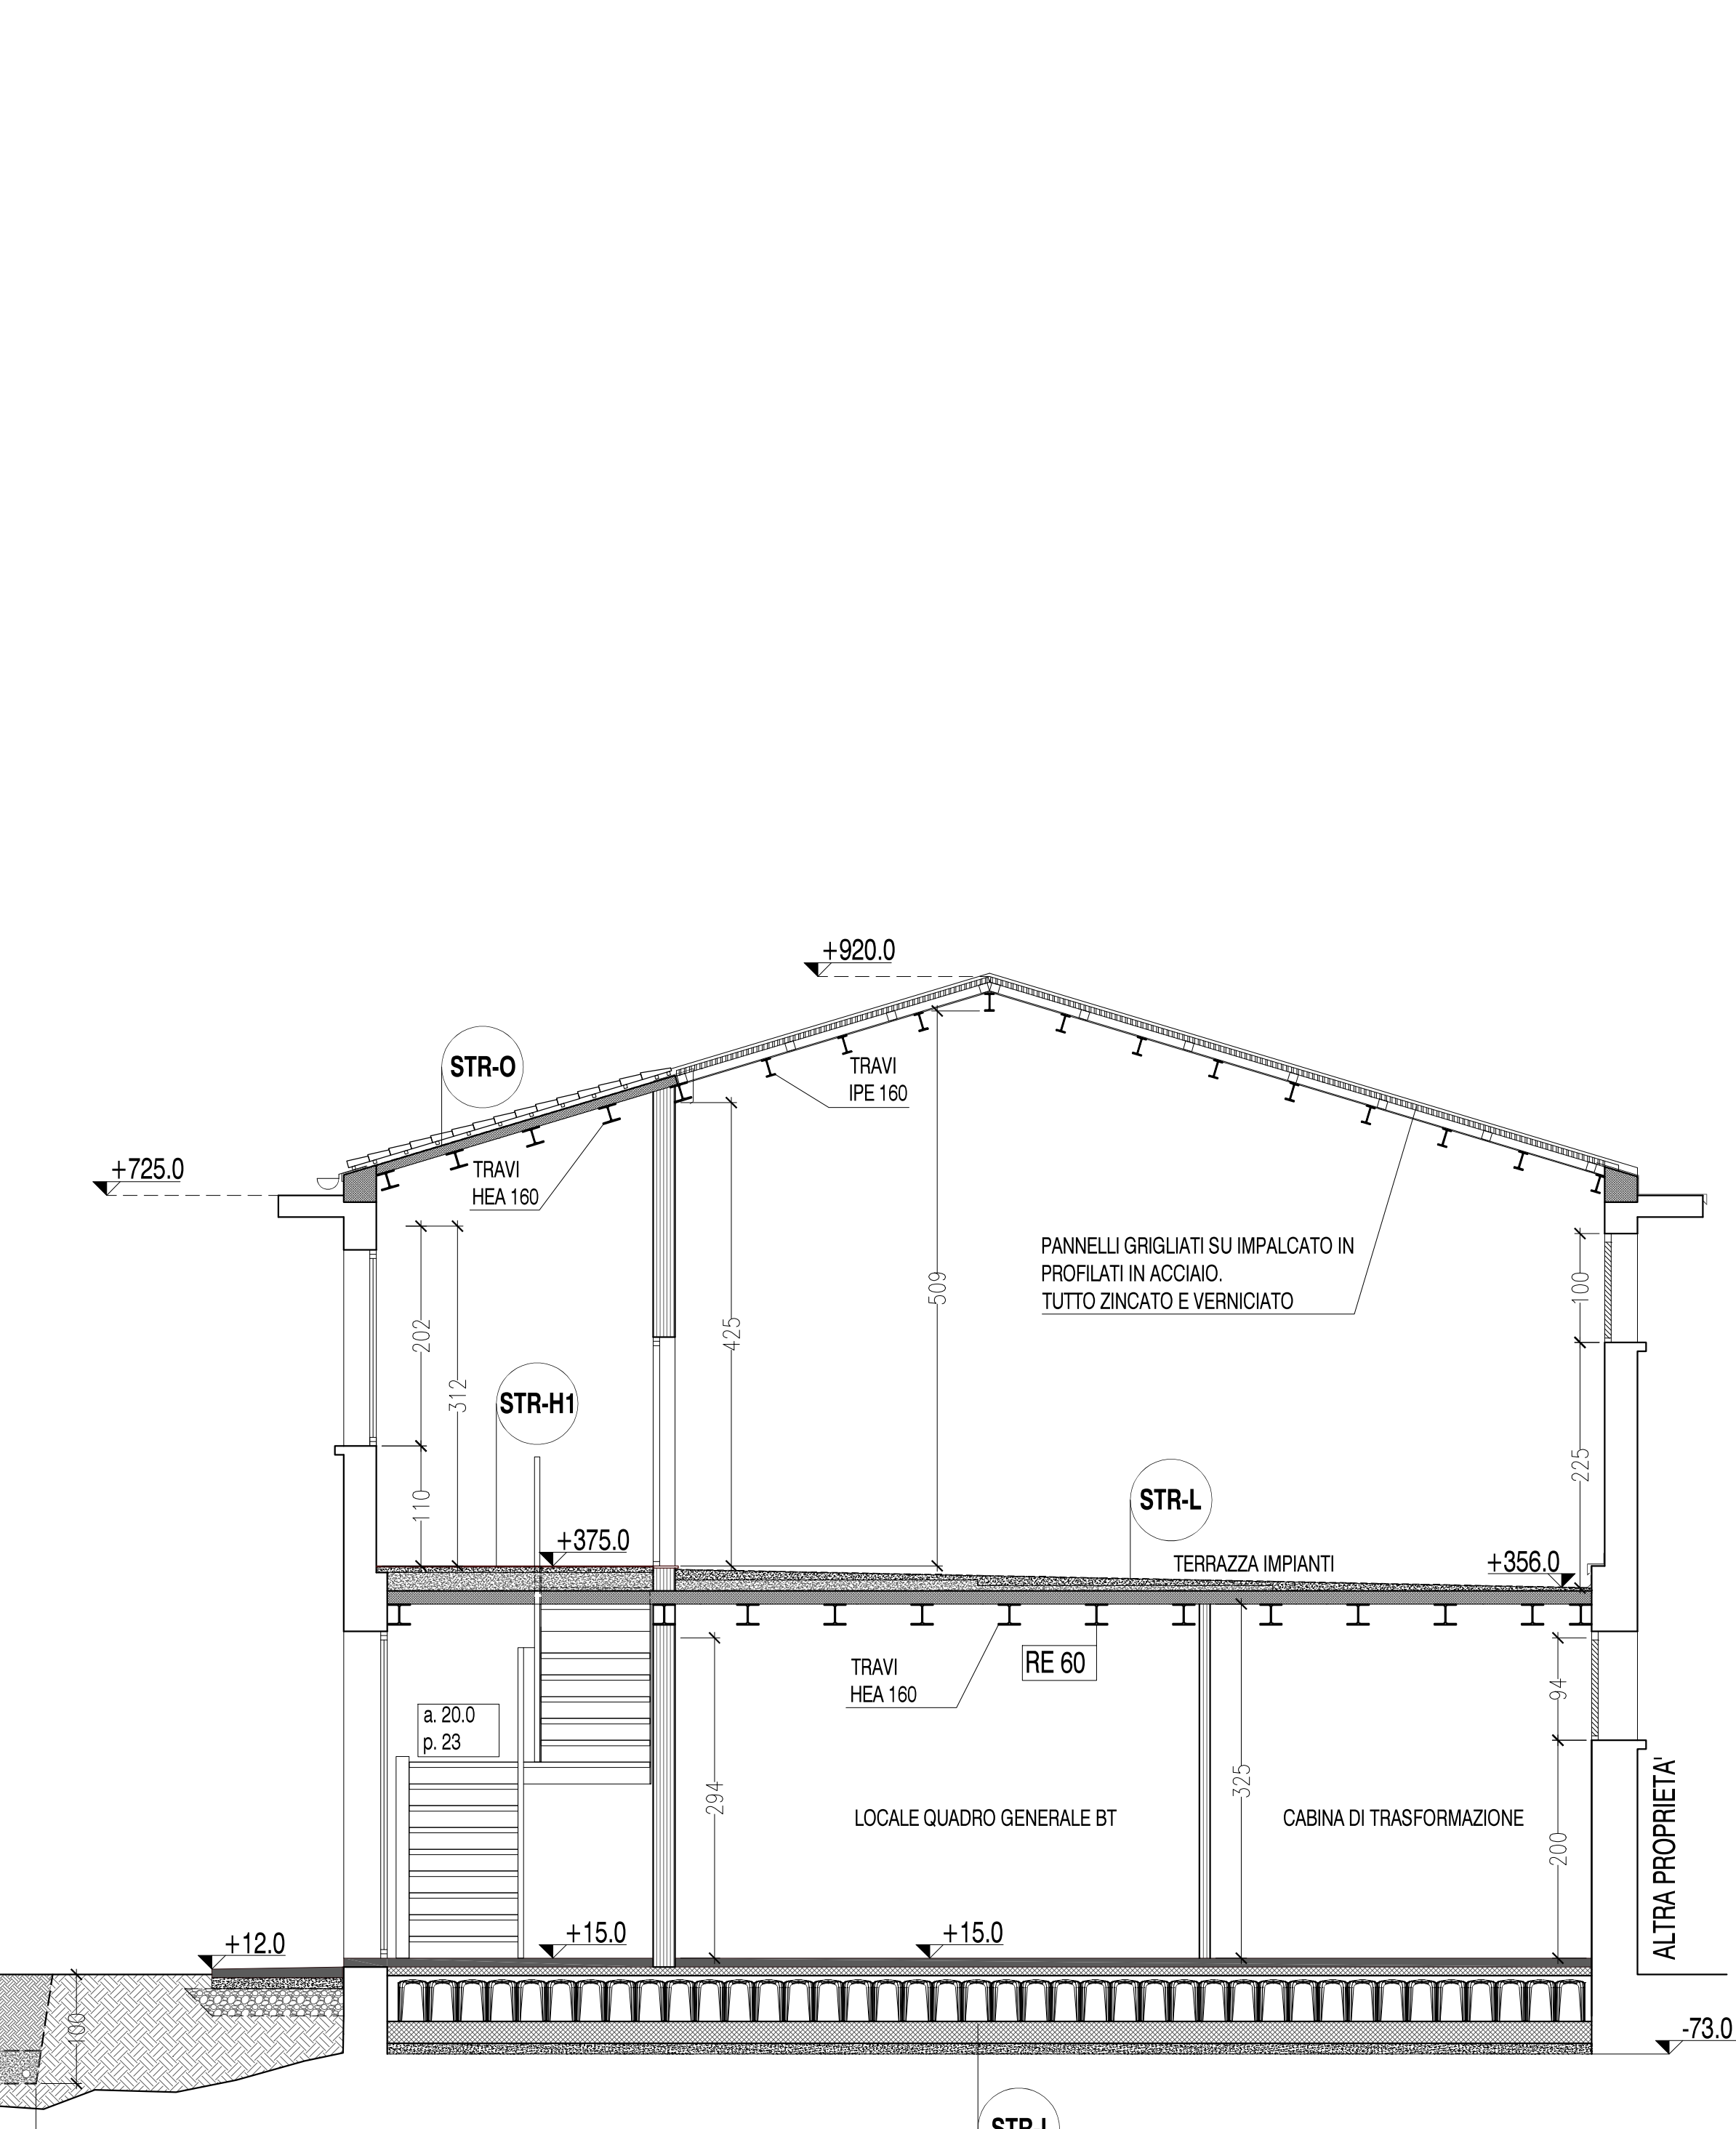 +920.0
STR-O
TRAVI
IPE 160
+725.0
TRAVI
HEA 160
PANNELLI GRIGLIATI SU IMPALCATO IN
PROFILATI IN ACCIAIO.
TUTTO ZINCATO E VERNICIATO
100
509
202
425
312
STR-H1
225
STR-L
110
+375.0
TERRAZZA IMPIANTI
+356.0
TRAVI
HEA 160
RE 60
94
a. 20.0
p. 23
325
294
LOCALE QUADRO GENERALE BT
CABINA DI TRASFORMAZIONE
200
ALTRA PROPRIETA'
+12.0
+15.0
+15.0
100
-73.0